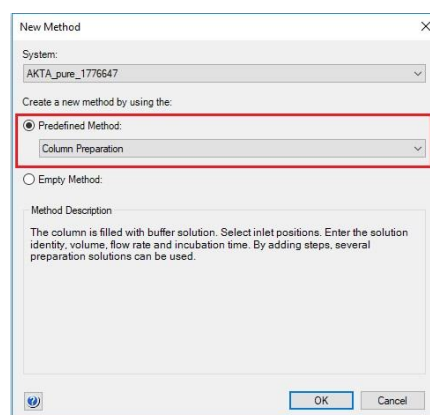 New Method
System:
AKTA_pure_1776647
Create a new method by using the:
Predefined Method:
Column Preparation
Empty Method:
Method Description
The column is filled with buffer solution. Select inlet positions. Enter the solution
identity, volume, flow rate and incubation time. By adding steps, several
preparation solutions can be used.
OK Cancel